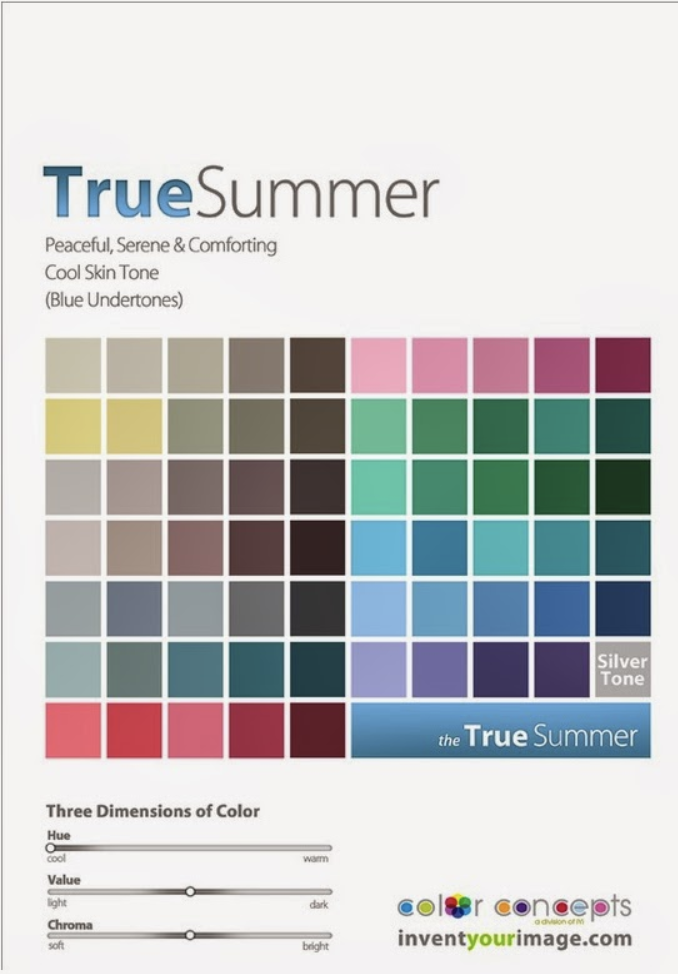 TrueSummer
Peaceful, Serene & Comforting
Cool Skin Tone
(Blue Undertones)
Silver
Tone
the True Summer
Three Dimensions of Color
Hue
cool warm
Value
light dark
Chroma
soft bright
color concepts
a division of iYi
inventyourimage.com